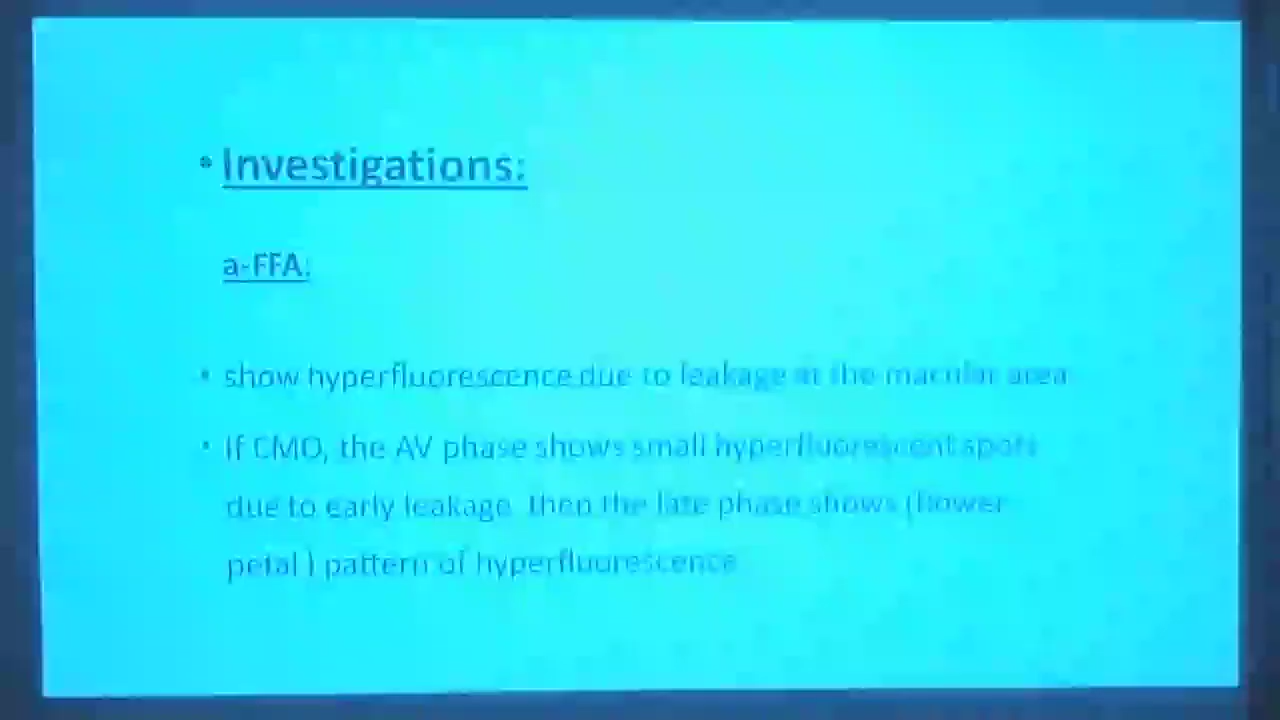 • Investigations:
a-FFA:
• show hyperfluorescence due to leakage at the macular area
• If CMO, the AV phase shows small hyperfluorescent spots
due to early leakage then the late phase shows (flower
petal ) pattern of hyperfluorescence